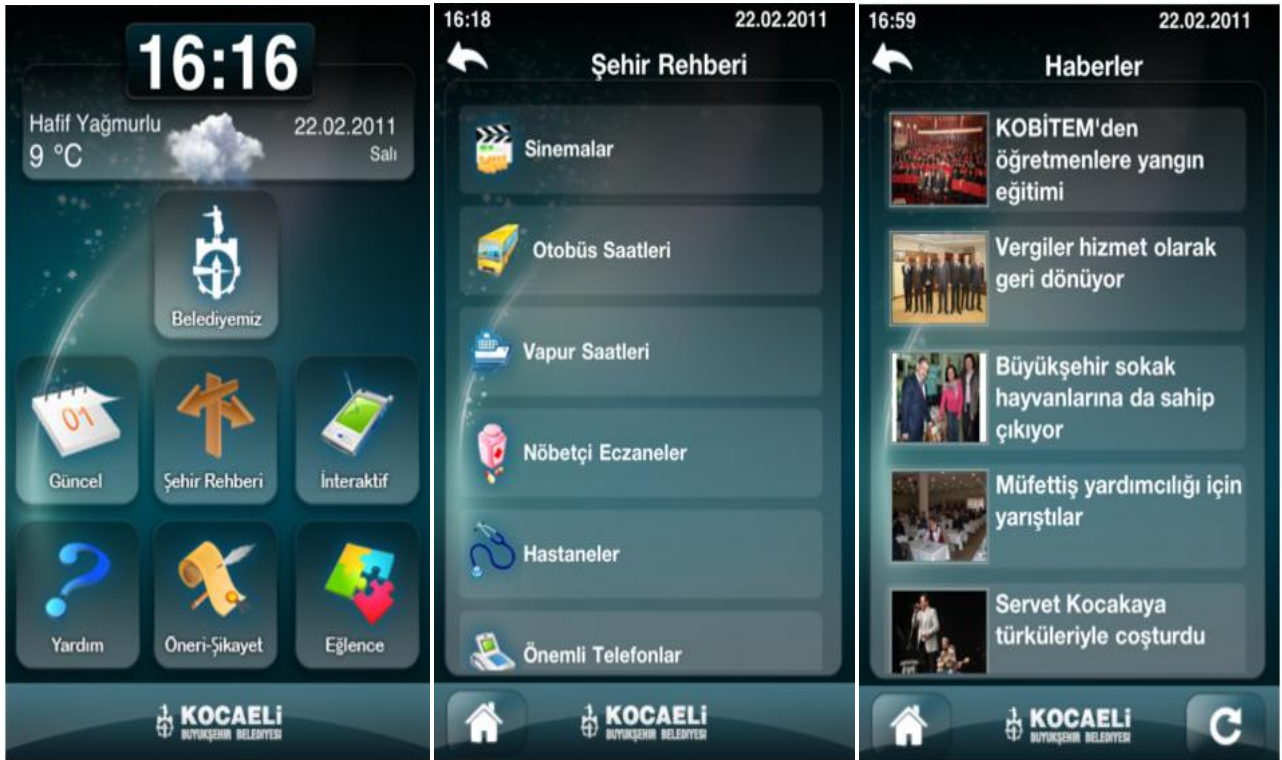 16:16
Hafif Yağmurlu
9 °C
22.02.2011
Salı
Belediyemiz
01
Güncel
Şehir Rehberi
İnteraktif
Yardım
Öneri-Şikayet
Eğlence
KOCAELİ
BÜYÜKŞEHİR BELEDİYESİ
16:18
22.02.2011
Şehir Rehberi
Sinemalar
Otobüs Saatleri
Vapur Saatleri
Nöbetçi Eczaneler
Hastaneler
Önemli Telefonlar
KOCAELİ
BÜYÜKŞEHİR BELEDİYESİ
16:59
22.02.2011
Haberler
KOBİTEM'den
öğretmenlere yangın
eğitimi
Vergiler hizmet olarak
geri dönüyor
Büyükşehir sokak
hayvanlarına da sahip
çıkıyor
Müfettiş yardımcılığı için
yarıştılar
Servet Kocakaya
türküleriyle coşturdu
KOCAELİ
BÜYÜKŞEHİR BELEDİYESİ